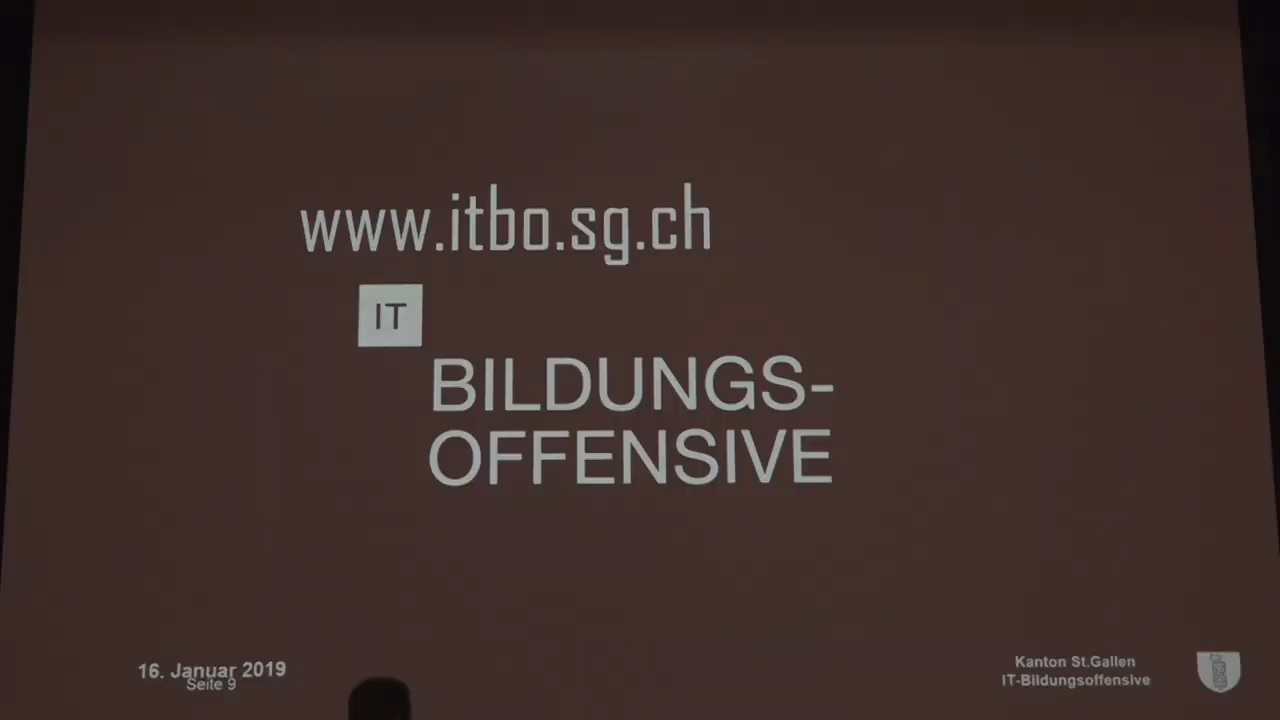 www.itbo.sg.ch
IT
BILDUNGS-
OFFENSIVE
16. Januar 2019
Seite 9
Kanton St.Gallen
IT-Bildungsoffensive